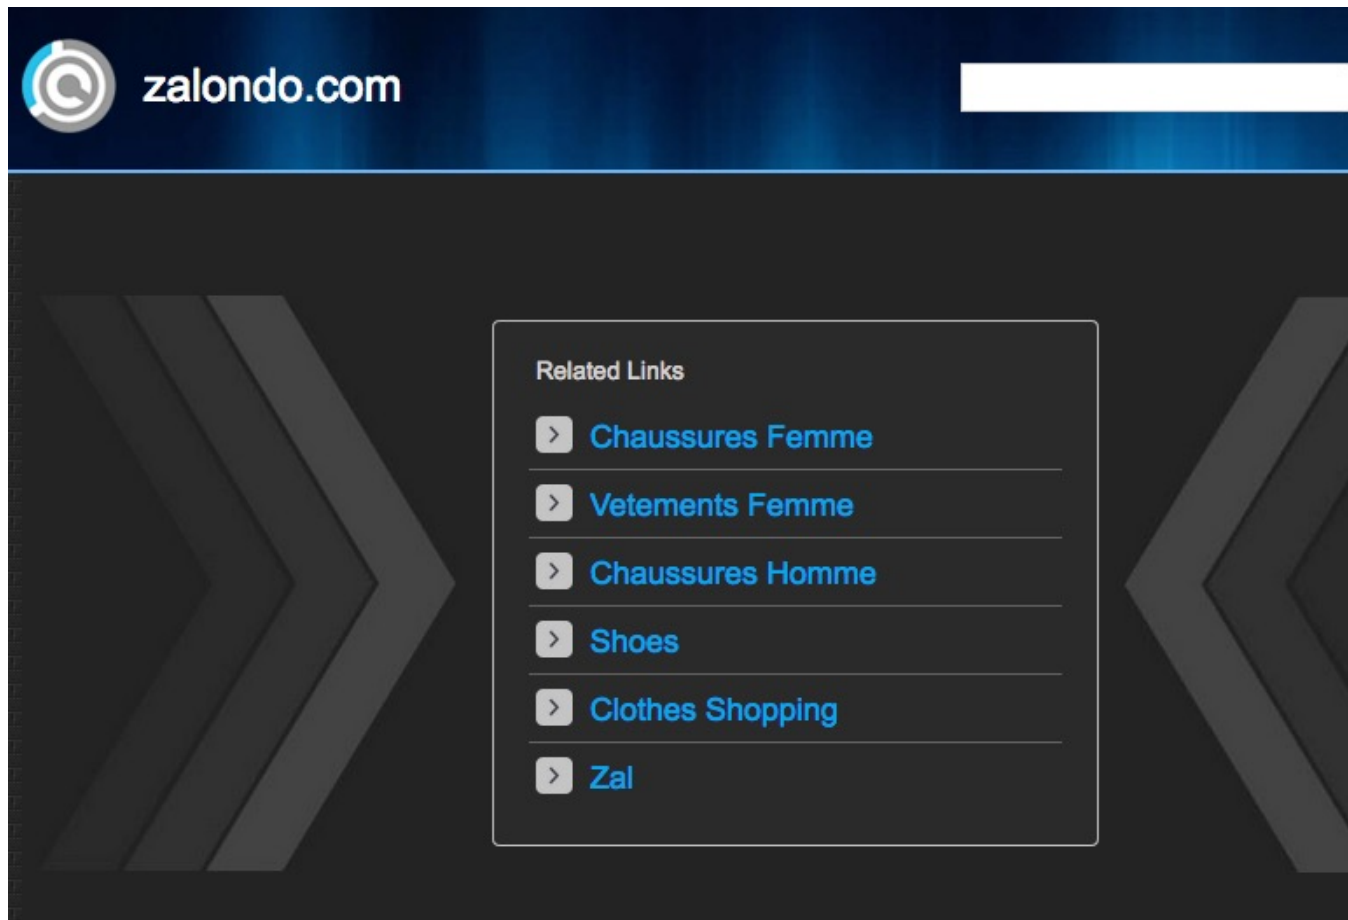 zalondo.com
Related Links
Chaussures Femme
Vetements Femme
Chaussures Homme
Shoes
Clothes Shopping
Zal